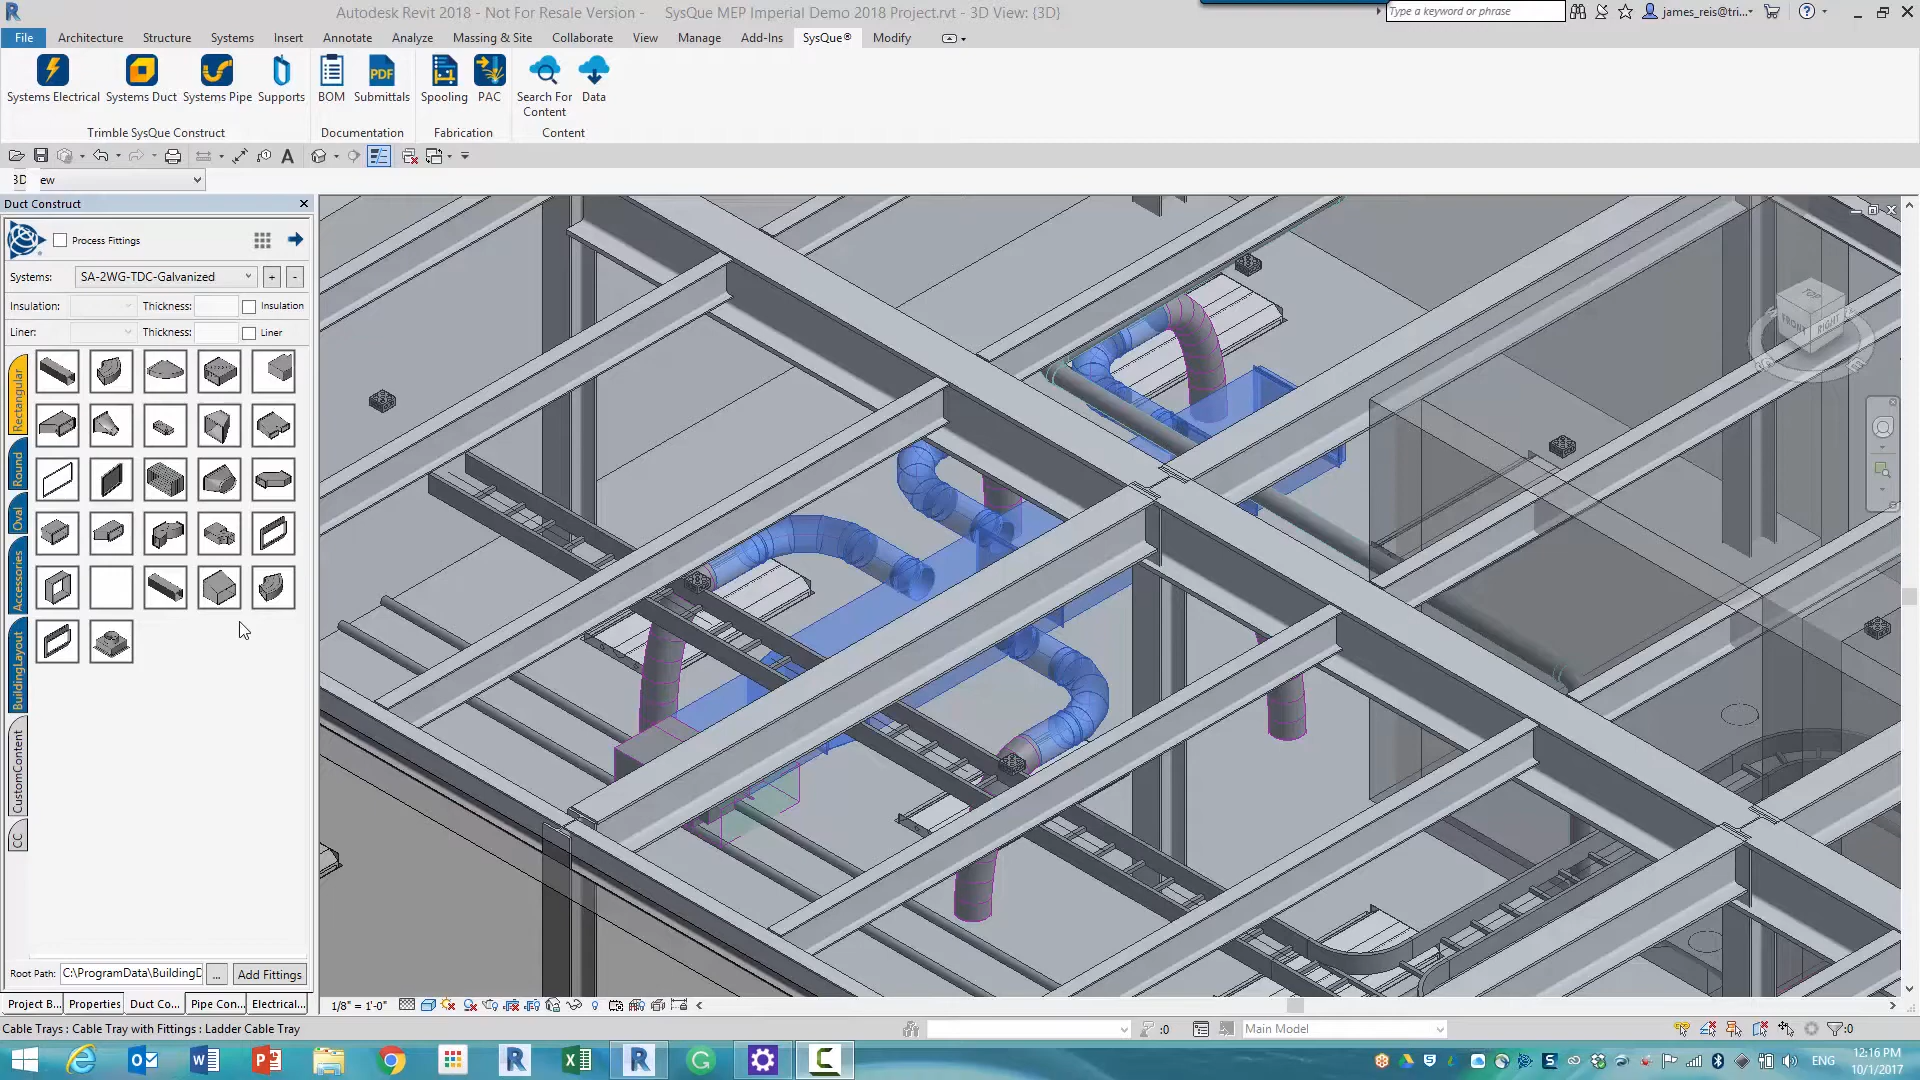 Autodesk Revit 2018 - Not For Resale Version - SysQue MEP Imperial Demo 2018 Project.rvt - 3D View: {3D}
Type a keyword or phrase
james_reis@tri...
File Architecture Structure Systems Insert Annotate Analyze Massing & Site Collaborate View Manage Add-Ins SysQue® Modify
Systems Electrical Systems Duct Systems Pipe Supports BOM Submittals Spooling PAC Search For Content Data
PDF
Trimble SysQue Construct Documentation Fabrication Content
A
3D ew
Duct Construct
Process Fittings
Systems: SA-2WG-TDC-Galvanized + -
Insulation: Thickness: Insulation
Liner: Thickness: Liner
Rectangular
Round
Oval
Accessories
BuildingLayout
CustomContent
CC
TOP
FRONT
RIGHT
Root Path: C:\ProgramData\BuildingD ... Add Fittings
Project B... Properties Duct Co... Pipe Con... Electrical...
1/8" = 1'-0"
Cable Trays : Cable Tray with Fittings : Ladder Cable Tray
:0
Main Model
:0
ENG
12:16 PM
10/1/2017